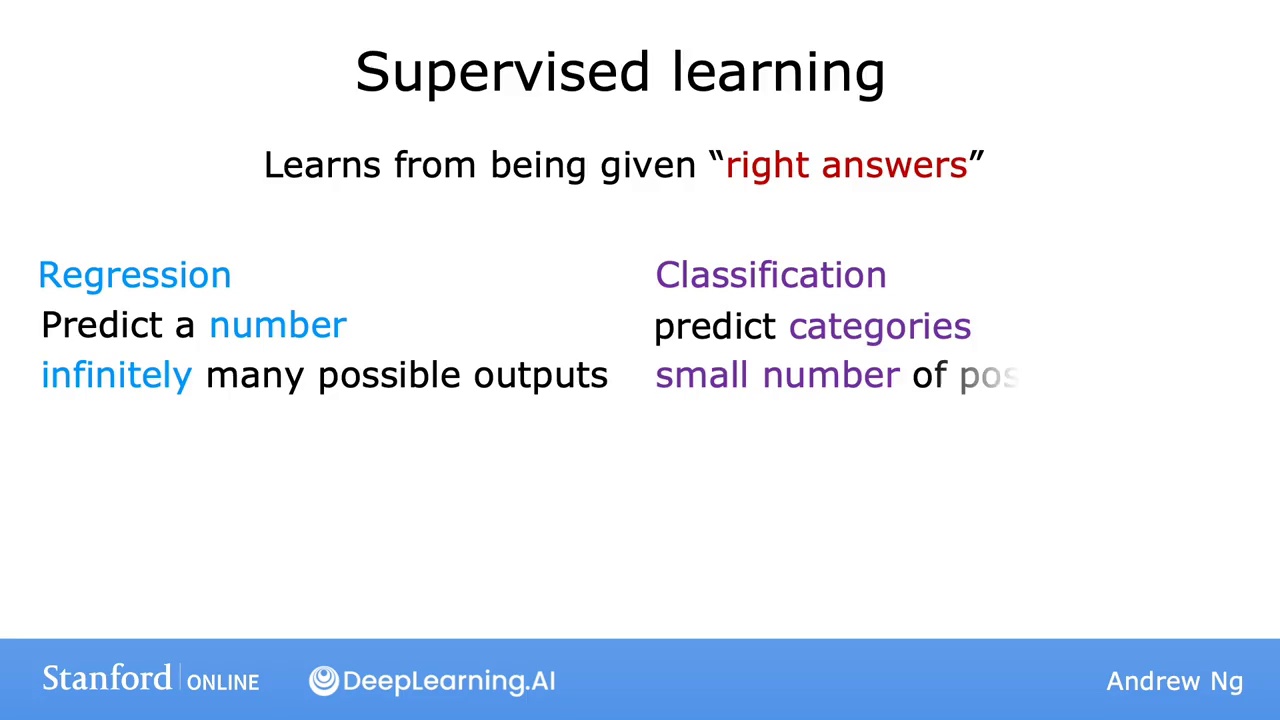 Supervised learning
Learns from being given “right answers”
Regression
Predict a number
infinitely many possible outputs
Classification
predict categories
small number of pos
Stanford ONLINE
DeepLearning.AI
Andrew Ng